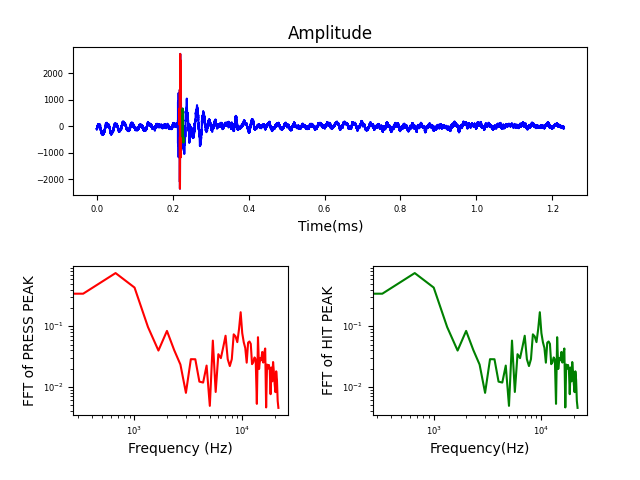 Amplitude
2000
1000
0
−1000
−2000
0.0 0.2 0.4 0.6 0.8 1.0 1.2
Time(ms)
FFT of PRESS PEAK
10⁻¹
10⁻²
10³ 10⁴
Frequency (Hz)
FFT of HIT PEAK
10⁻¹
10⁻²
10³ 10⁴
Frequency(Hz)